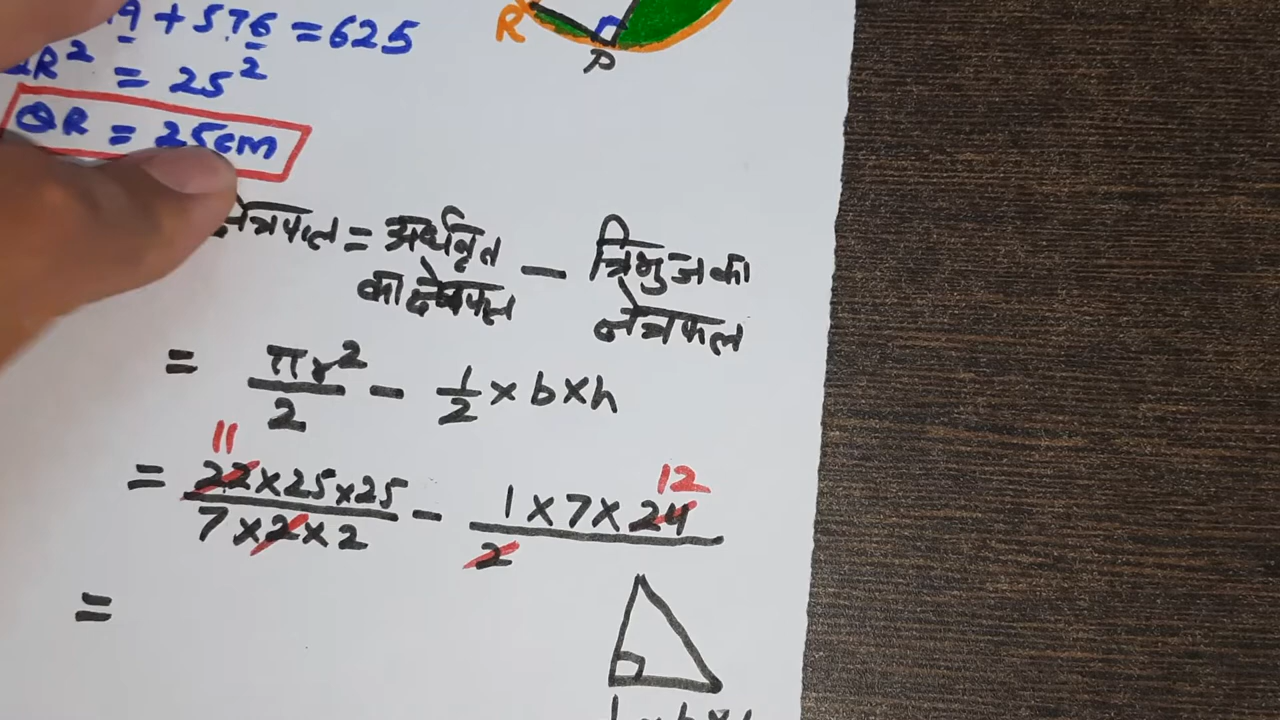 9 + 576 = 625
R
P
R² = 25²
QR = 25cm
क्षेत्रफल = अर्धवृत का क्षेत्रफल - त्रिभुज का क्षेत्रफल
= πr²/2 - 1/2 × b × h
11 12
= 22×25×25/7×2×2 - 1×7×24/2
=